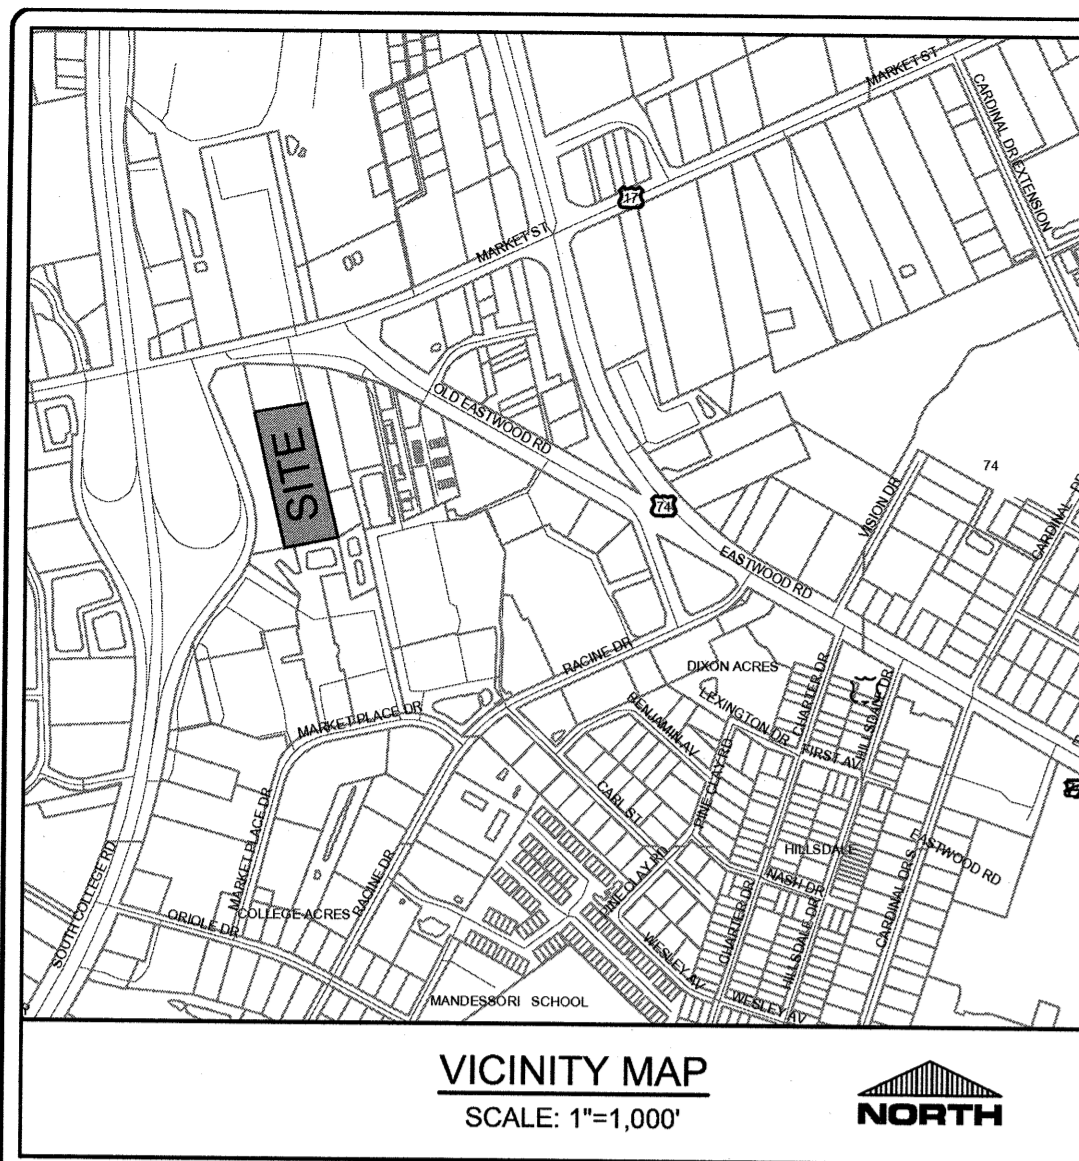 MARKET ST
CARDINAL DR EXTENSION
17
MARKET ST
OLD EASTWOOD RD
SITE
74
74
VISION DR
CARDINAL
EASTWOOD RD
RACINE DR
DIXON ACRES
MARKET PLACE DR
BENJAMIN AV
LEXINGTON DR
CHARTER DR
HILLSDALE DR
FIRST AV
PINE CLAY RD
CARL ST
MARKET PLACE DR
RACINE DR
HILLSDALE
EASTWOOD RD
NASH DR
PINE CLAY RD
CARDINAL DR S
SOUTH COLLEGE RD
ORIOLE DR
COLLEGE ACRES
CHARTER DR
HILLSDALE DR
WESLEY AV
WESLEY AV
MANDESSORI SCHOOL
VICINITY MAP
SCALE: 1"=1,000'
NORTH